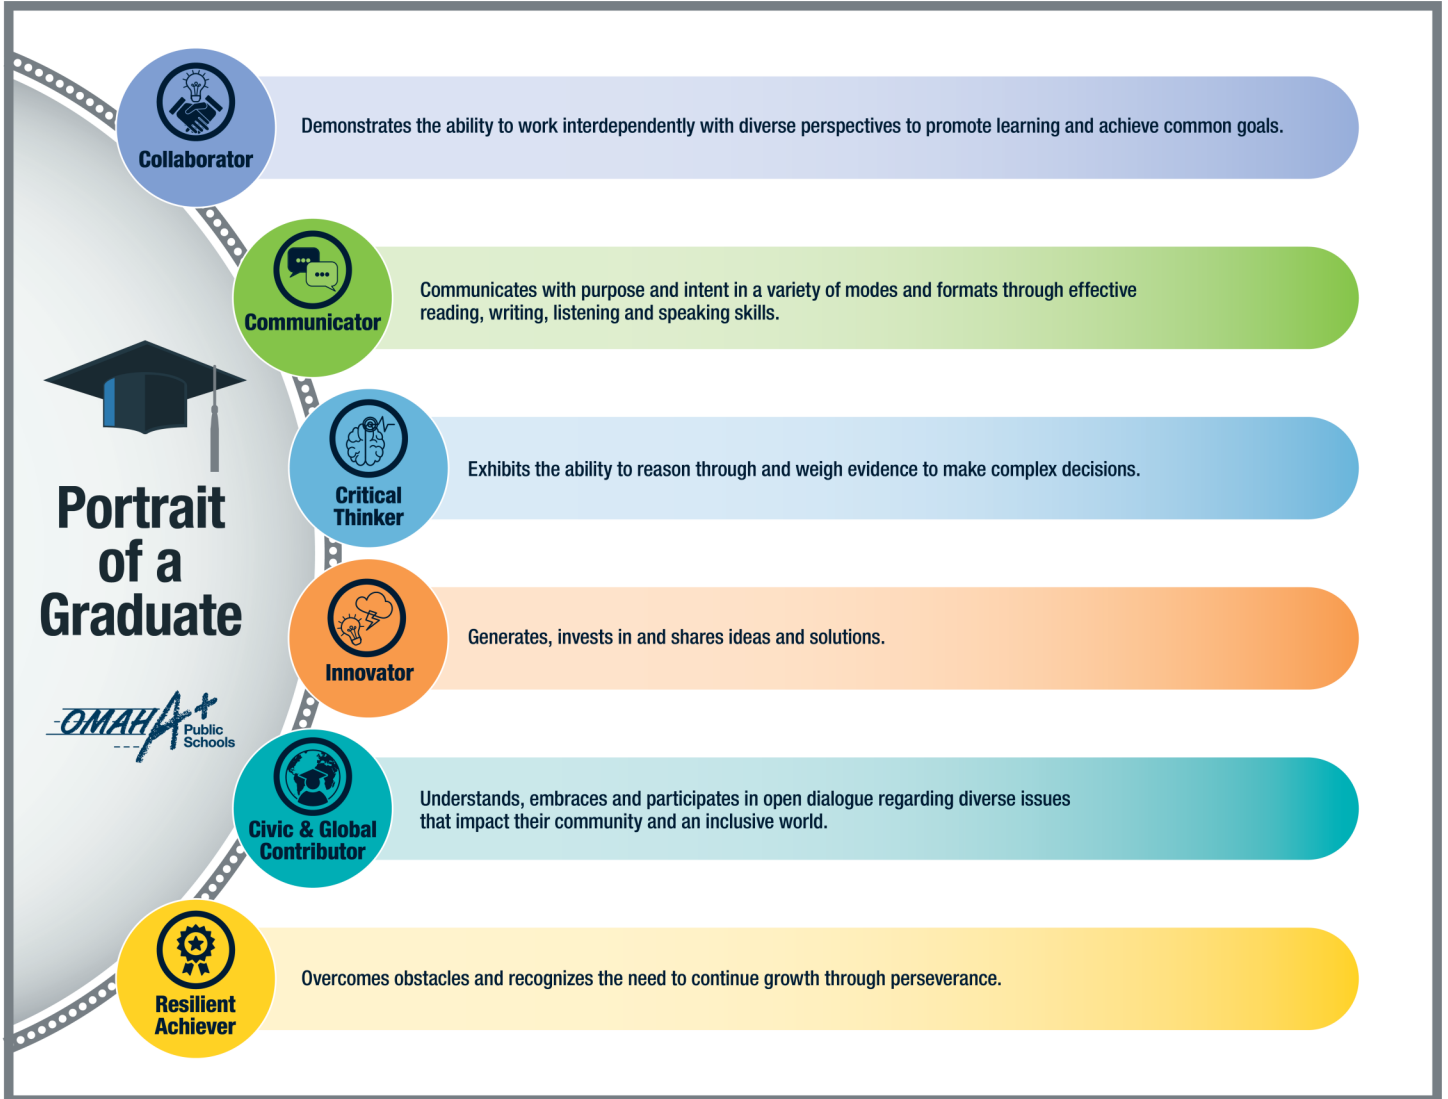 Collaborator
Demonstrates the ability to work interdependently with diverse perspectives to promote learning and achieve common goals.
Communicator
Communicates with purpose and intent in a variety of modes and formats through effective
reading, writing, listening and speaking skills.
Critical
Thinker
Exhibits the ability to reason through and weigh evidence to make complex decisions.
Portrait
of a
Graduate
Innovator
Generates, invests in and shares ideas and solutions.
OMAHA+
Public
Schools
Civic & Global
Contributor
Understands, embraces and participates in open dialogue regarding diverse issues
that impact their community and an inclusive world.
Resilient
Achiever
Overcomes obstacles and recognizes the need to continue growth through perseverance.